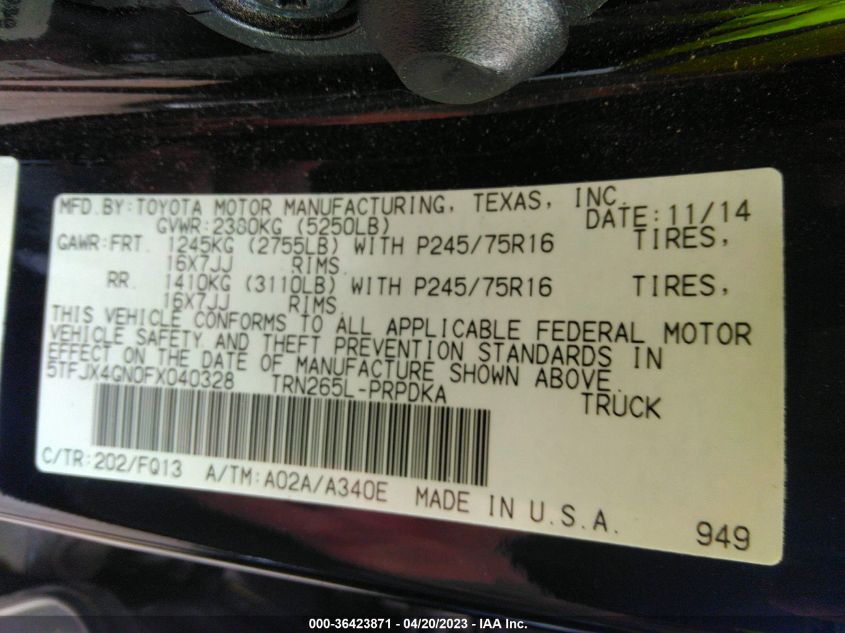 MFD.BY:TOYOTA MOTOR MANUFACTURING, TEXAS, INC.
GVWR:2380KG (5250LB) DATE:11/14
GAWR:FRT. 1245KG (2755LB) WITH P245/75R16 TIRES,
16X7JJ RIMS
RR. 1410KG (3110LB) WITH P245/75R16 TIRES,
16X7JJ RIMS
THIS VEHICLE CONFORMS TO ALL APPLICABLE FEDERAL MOTOR
VEHICLE SAFETY AND THEFT PREVENTION STANDARDS IN
EFFECT ON THE DATE OF MANUFACTURE SHOWN ABOVE.
5TFJX4GN0FX040328 TRN265L-PRPDKA TRUCK
C/TR:202/FQ13 A/TM:A02A/A340E MADE IN U.S.A.
949
000-36423871 - 04/20/2023 - IAA Inc.